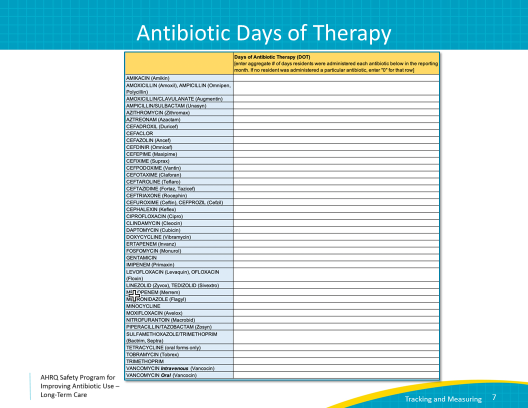 Antibiotic Days of Therapy
Days of Antibiotic Therapy (DOT)
[enter aggregate # of days residents were administered each antibiotic below in the reporting
month. If no resident was administered a particular antibiotic, enter "0" for that row]
AMIKACIN (Amikin)
AMOXICILLIN (Amoxil), AMPICILLIN (Omnipen,
Polycillin)
AMOXICILLIN/CLAVULANATE (Augmentin)
AMPICILLIN/SULBACTAM (Unasyn)
AZITHROMYCIN (Zithromax)
AZTREONAM (Azactam)
CEFADROXIL (Duricef)
CEFACLOR
CEFAZOLIN (Ancef)
CEFDINIR (Omnicef)
CEFEPIME (Maxipime)
CEFIXIME (Suprax)
CEFPODOXIME (Vantin)
CEFOTAXIME (Claforan)
CEFTAROLINE (Teflaro)
CEFTAZIDIME (Fortaz, Tazicef)
CEFTRIAXONE (Rocephin)
CEFUROXIME (Ceftin), CEFPROZIL (Cefzil)
CEPHALEXIN (Keflex)
CIPROFLOXACIN (Cipro)
CLINDAMYCIN (Cleocin)
DAPTOMYCIN (Cubicin)
DOXYCYCLINE (Vibramycin)
ERTAPENEM (Invanz)
FOSFOMYCIN (Monurol)
GENTAMICIN
IMIPENEM (Primaxin)
LEVOFLOXACIN (Levaquin), OFLOXACIN
(Floxin)
LINEZOLID (Zyvox), TEDIZOLID (Sivextro)
(Merrem)
(Flagyl)
MINOCYCLINE
MOXIFLOXACIN (Avelox)
NITROFURANTOIN (Macrobid)
PIPERACILLIN/TAZOBACTAM (Zosyn)
SULFAMETHOXAZOLE/TRIMETHOPRIM
(Bactrim, Septra)
TETRACYCLINE (oral forms only)
TOBRAMYCIN (Tobrex)
TRIMETHOPRIM
VANCOMYCIN Intravenous (Vancocin)
VANCOMYCIN Oral (Vancocin)
AHRQ Safety Program for
Improving Antibiotic Use –
Long-Term Care
Tracking and Measuring 7